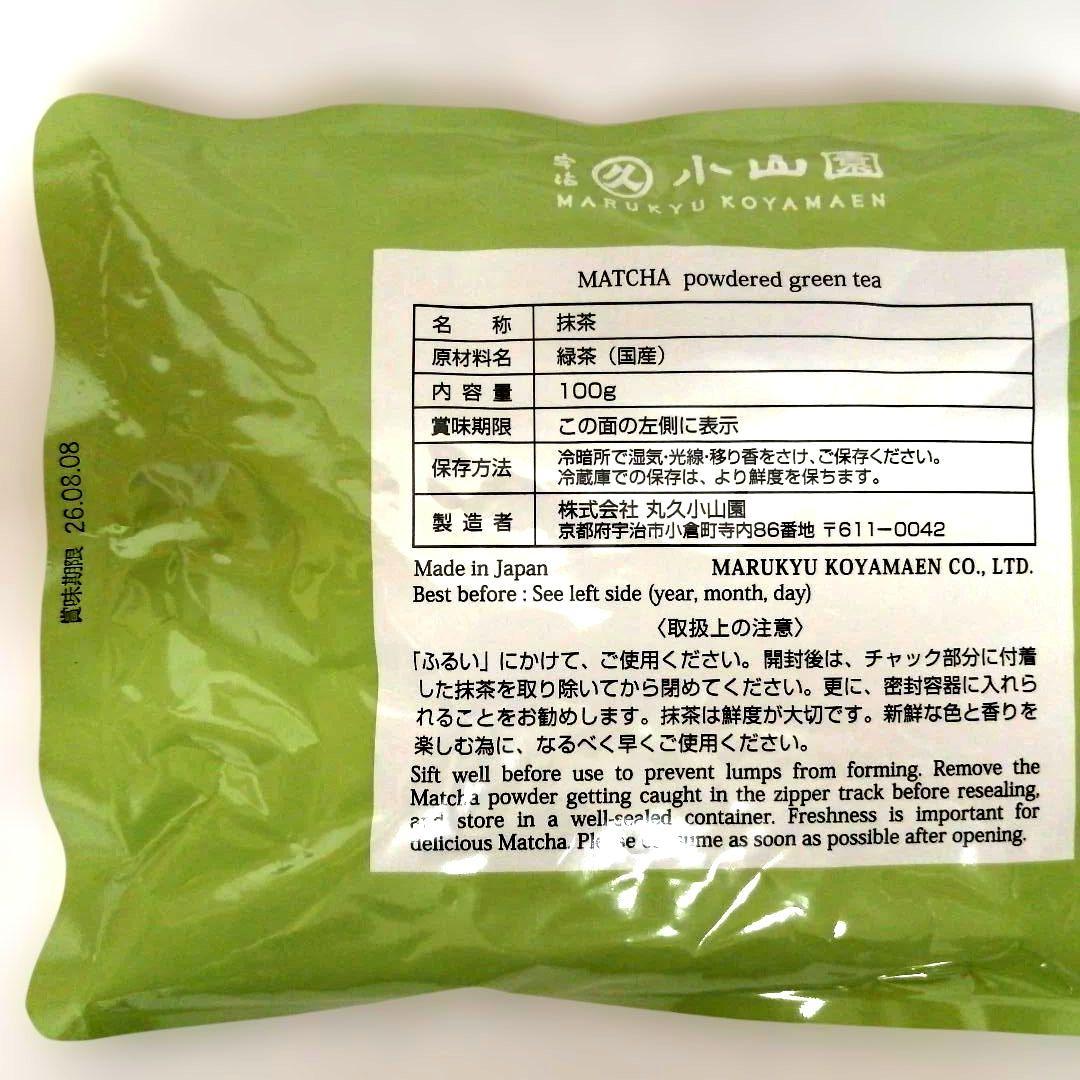 宇治 久 小山園
MARUKYU KOYAMAEN
MATCHA powdered green tea
名 称 抹茶
原材料名 緑茶（国産）
内容量 100g
賞味期限 この面の左側に表示
保存方法 冷暗所で湿気・光線・移り香をさけ、ご保存ください。
冷蔵庫での保存は、より鮮度を保ちます。
製造者 株式会社 丸久小山園
京都府宇治市小倉町寺内86番地 〒611-0042
Made in Japan MARUKYU KOYAMAEN CO., LTD.
Best before : See left side (year, month, day)
〈取扱上の注意〉
「ふるい」にかけて、ご使用ください。開封後は、チャック部分に付着
した抹茶を取り除いてから閉めてください。更に、密封容器に入れら
れることをお勧めします。抹茶は鮮度が大切です。新鮮な色と香りを
楽しむ為に、なるべく早くご使用ください。
Sift well before use to prevent lumps from forming. Remove the
Matcha powder getting caught in the zipper track before resealing,
and store in a well-sealed container. Freshness is important for
delicious Matcha. Please consume as soon as possible after opening.
賞味期限 26.08.08